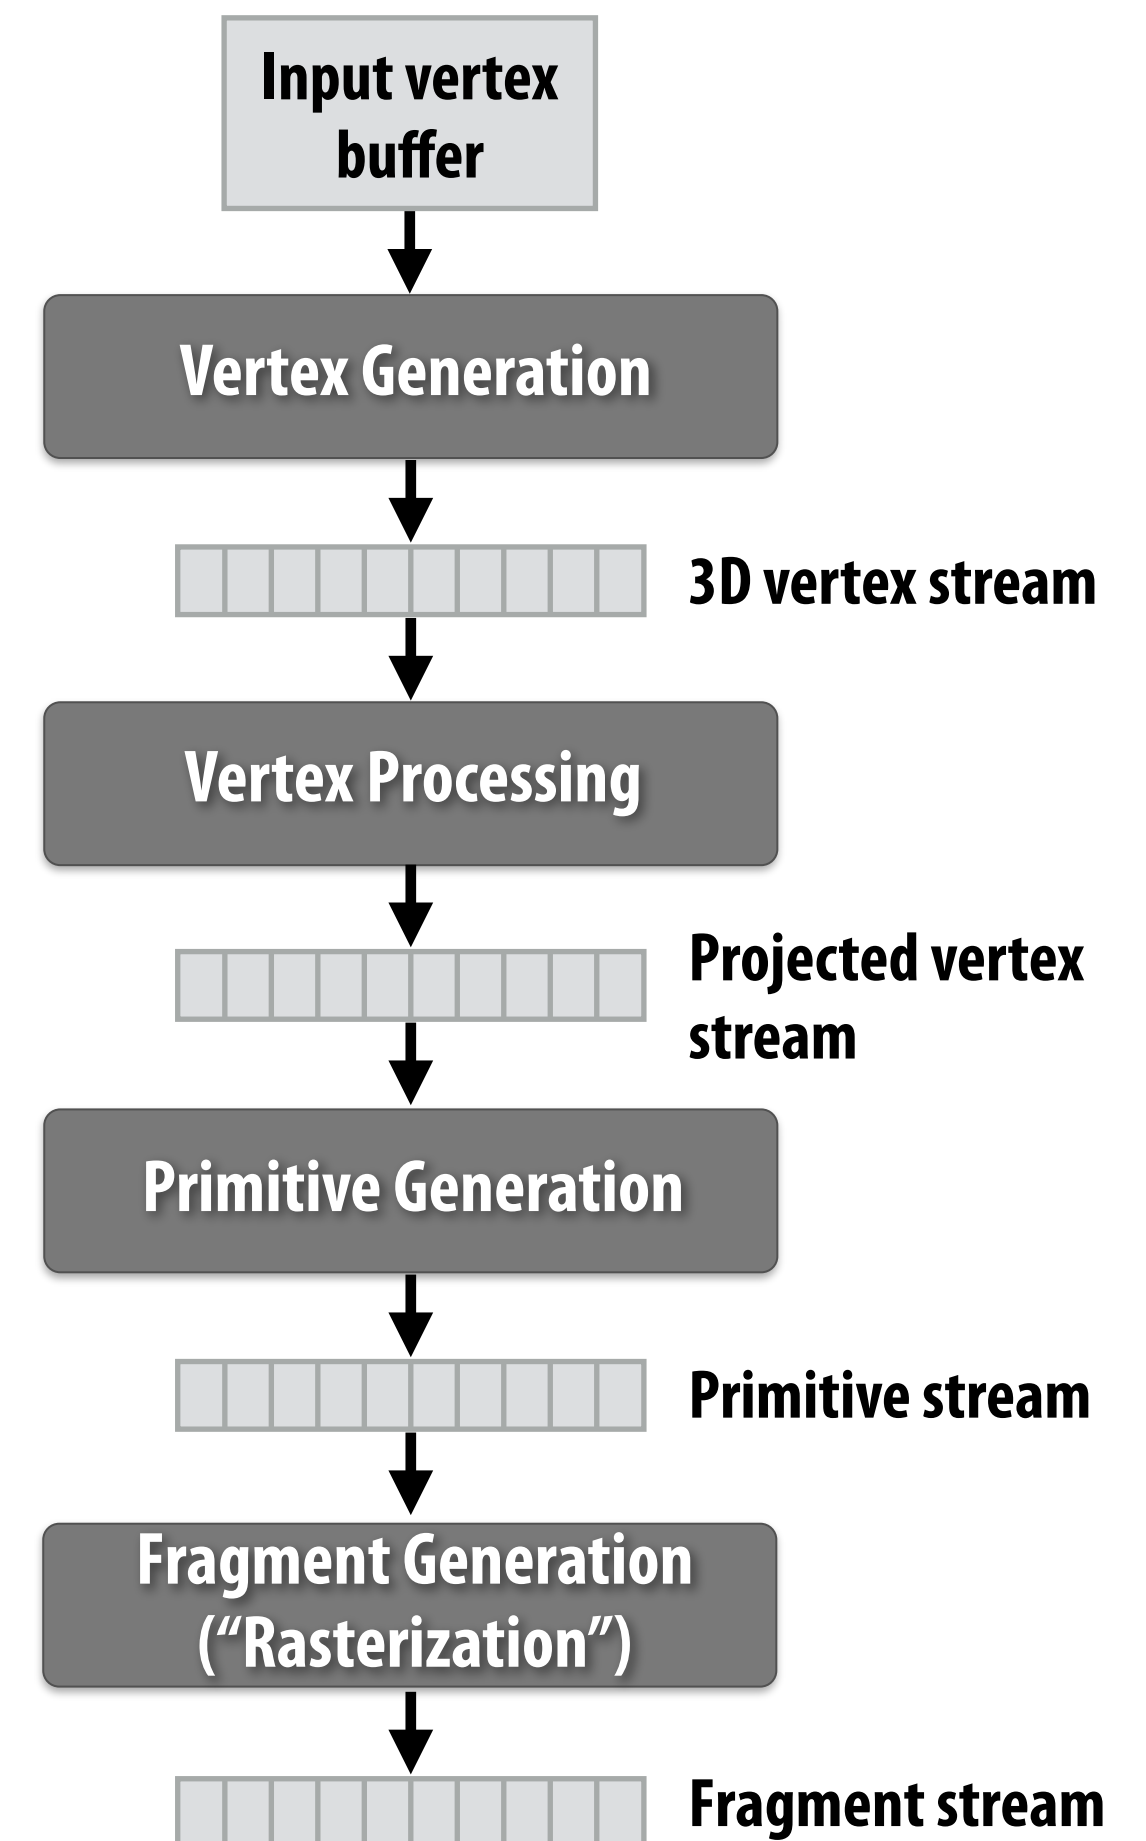 Input vertex
buffer
Vertex Generation
3D vertex stream
Vertex Processing
Projected vertex
stream
Primitive Generation
Primitive stream
Fragment Generation
(“Rasterization”)
Fragment stream